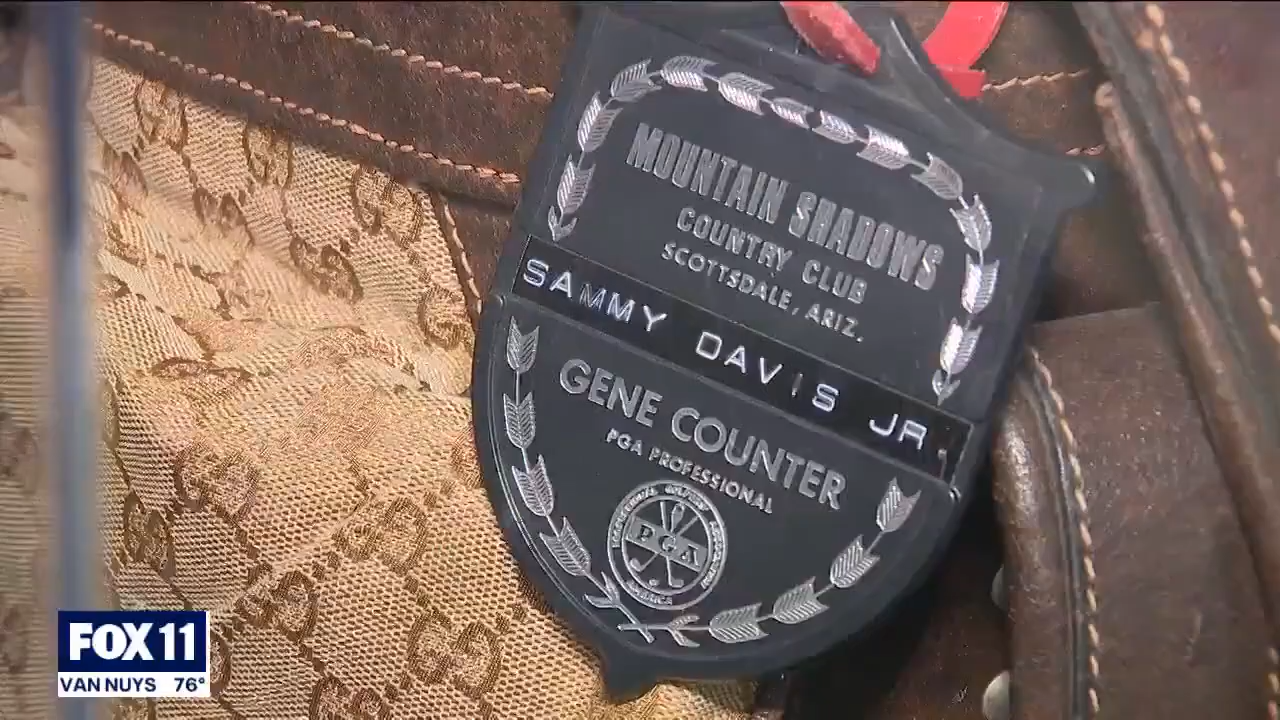 MOUNTAIN SHADOWS
COUNTRY CLUB
SCOTTSDALE, ARIZ.
SAMMY DAVIS JR.
GENE COUNTER
PGA PROFESSIONAL
PGA
AMERICA
FOX 11
VAN NUYS 76°